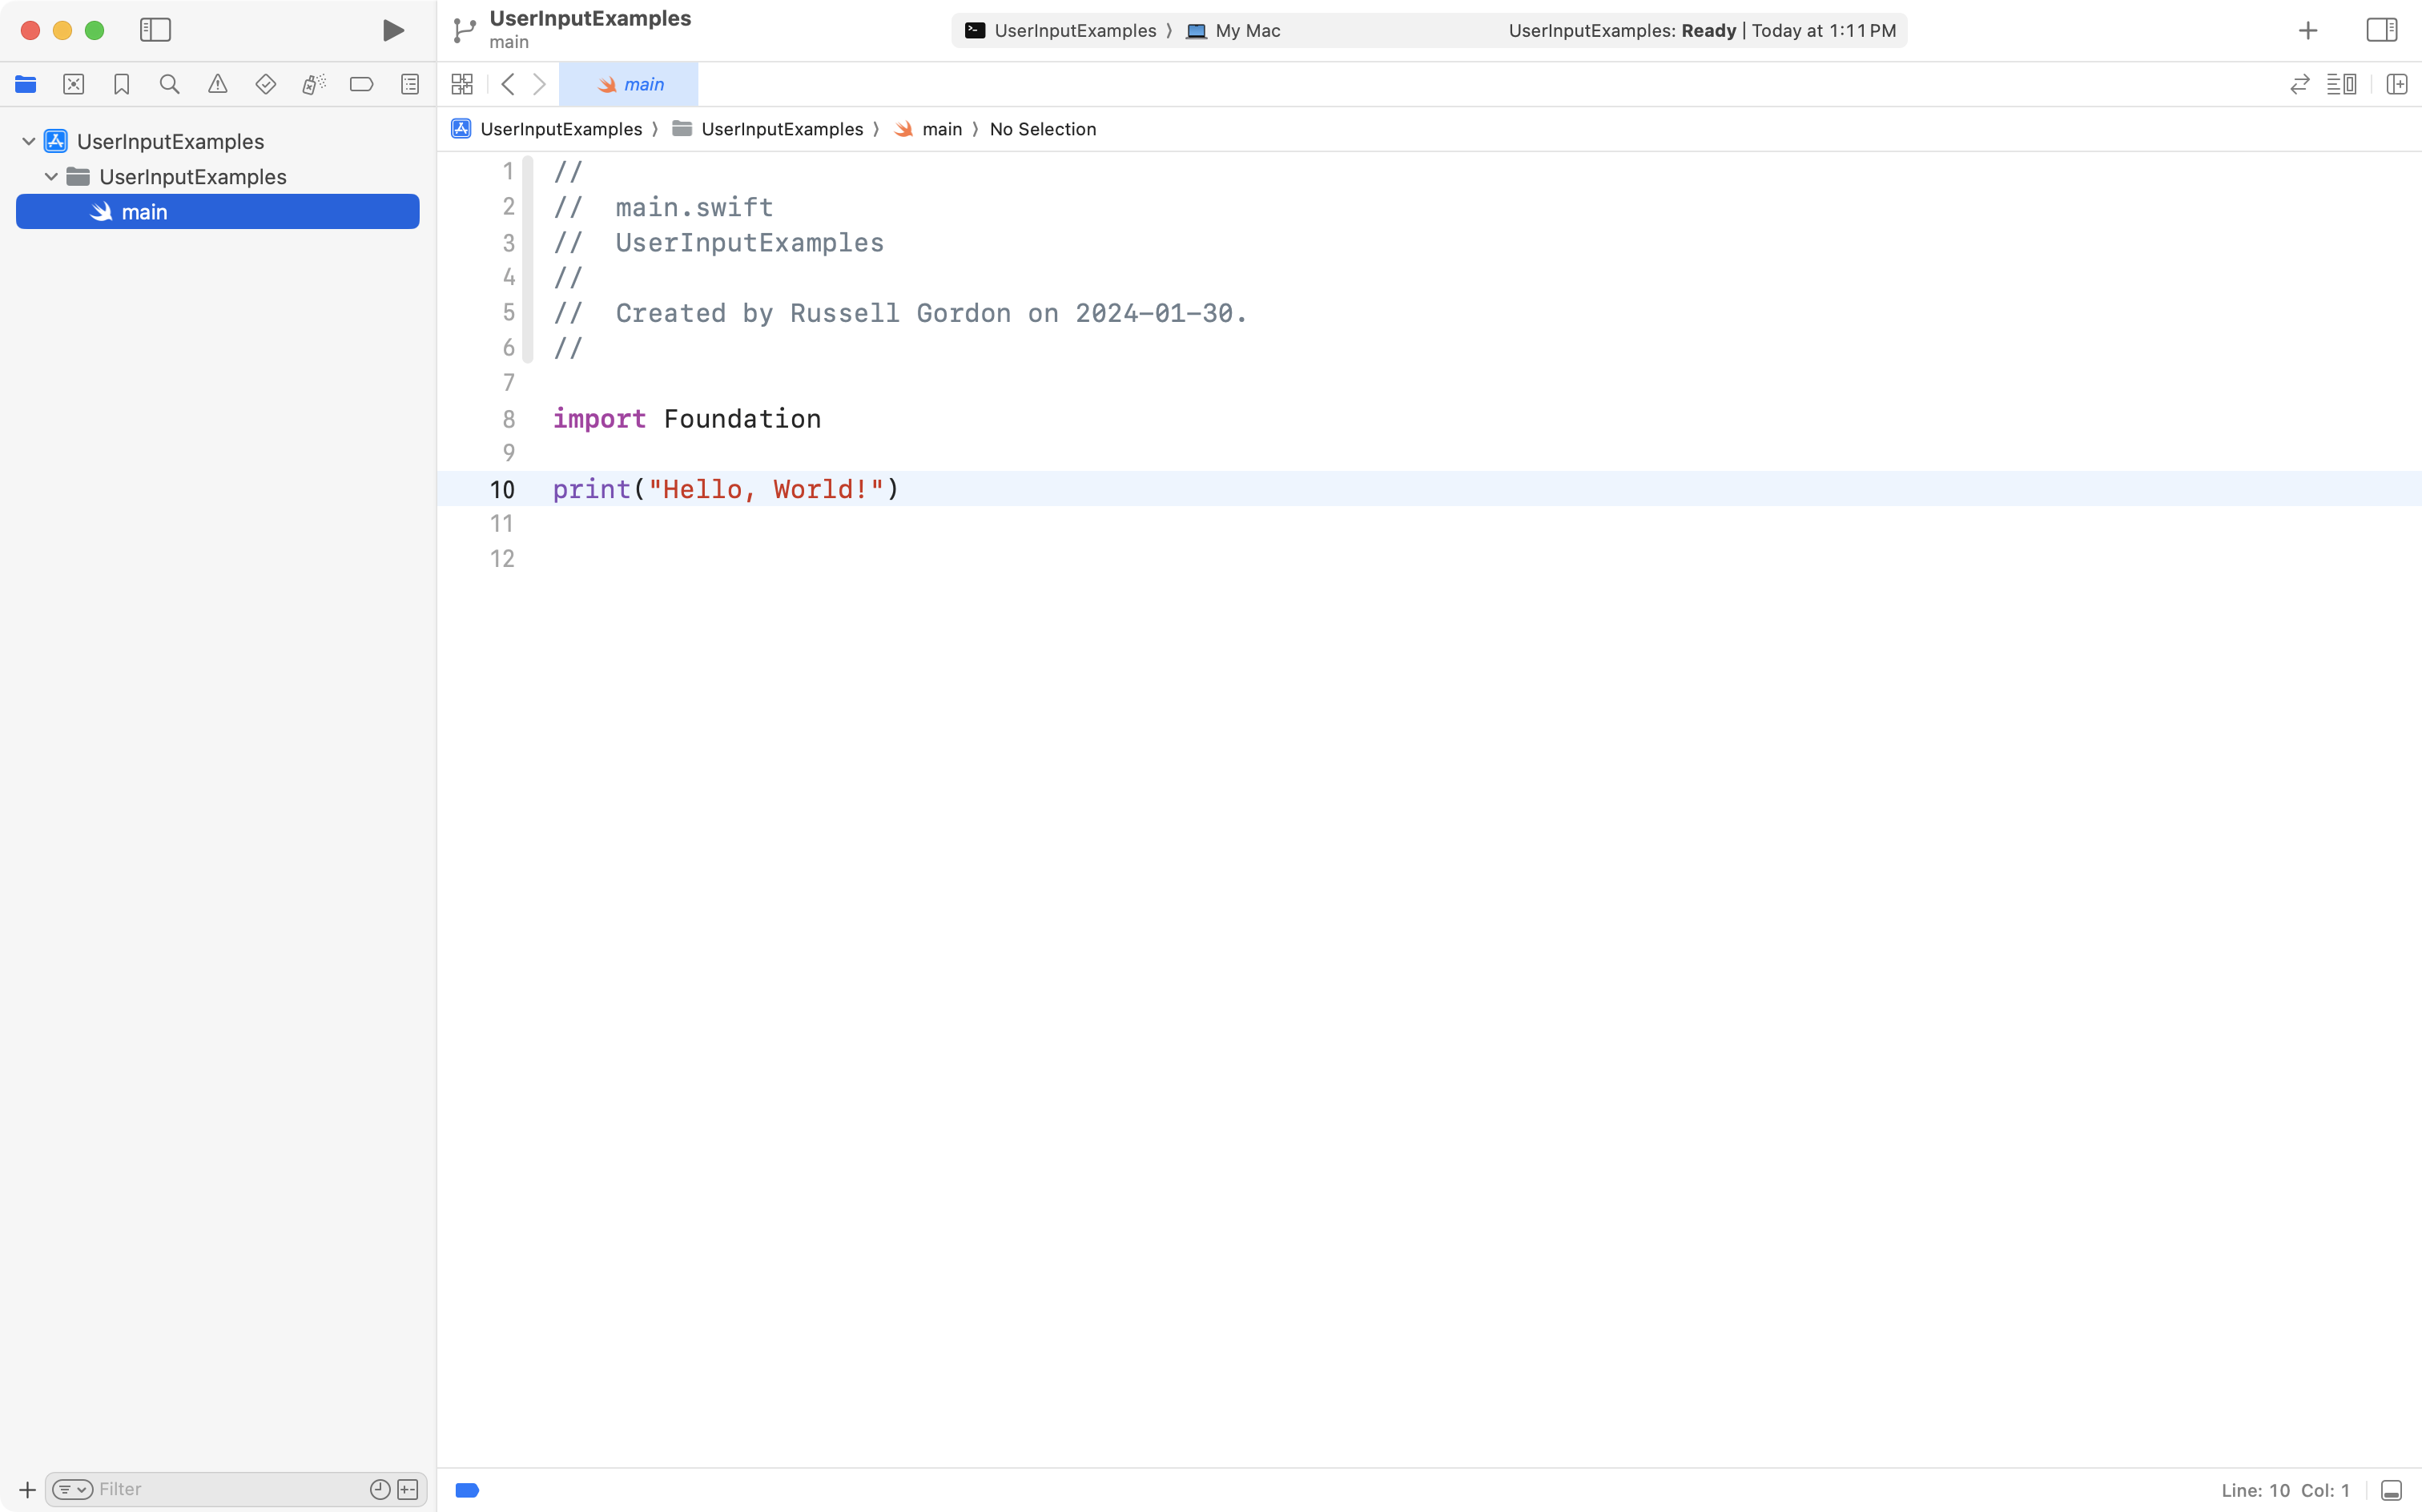 UserInputExamples
main
UserInputExamples ⟩ My Mac
UserInputExamples: Ready | Today at 1:11 PM
main
UserInputExamples ⟩ UserInputExamples ⟩ main ⟩ No Selection
UserInputExamples
UserInputExamples
main
1 //
2 //  main.swift
3 //  UserInputExamples
4 //
5 //  Created by Russell Gordon on 2024-01-30.
6 //
7
8 import Foundation
9
10 print("Hello, World!")
11
12
Filter
Line: 10  Col: 1